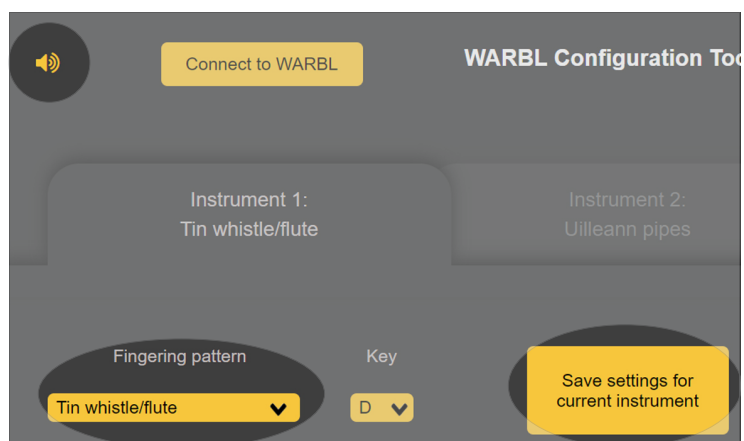 Connect to WARBL
WARBL Configuration Too
Instrument 1:
Tin whistle/flute
Instrument 2:
Uilleann pipes
Fingering pattern
Key
Tin whistle/flute
D
Save settings for
current instrument